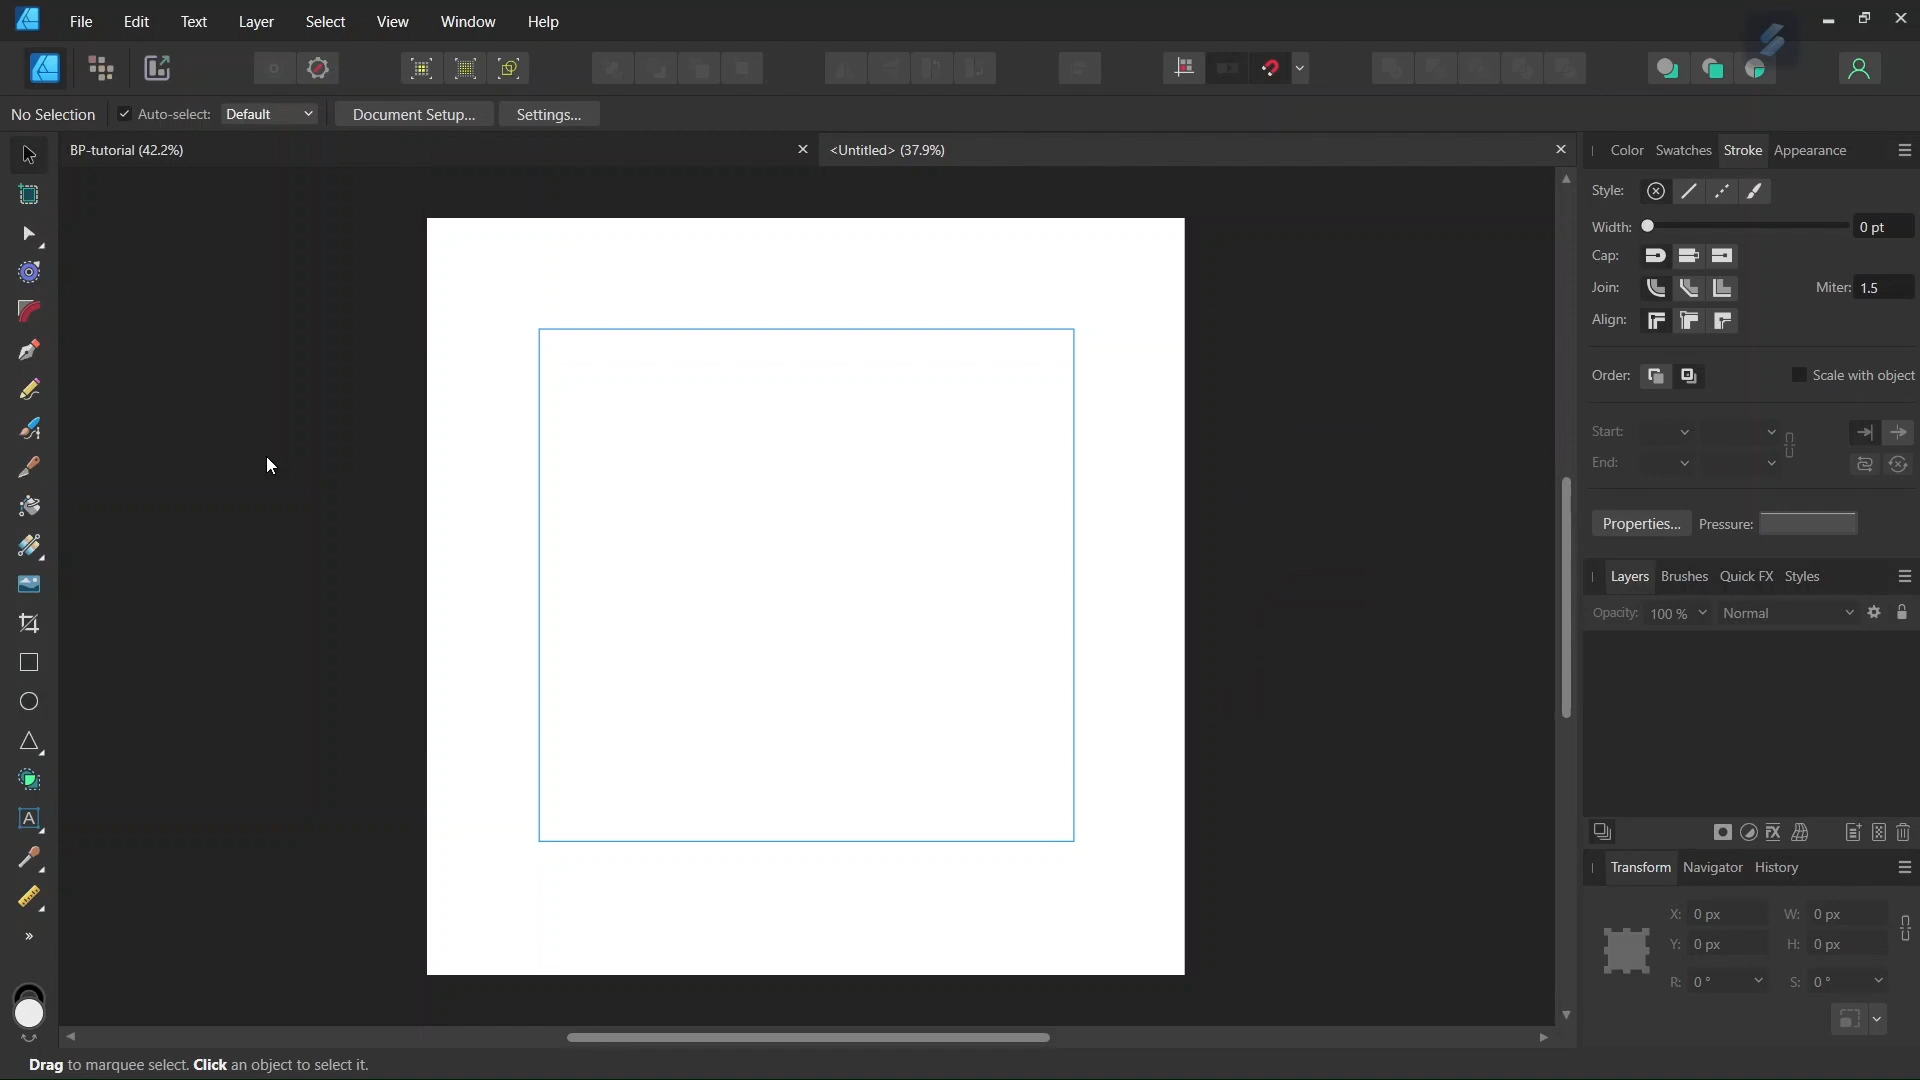 File Edit Text Layer Select View Window Help
No Selection Auto-select: Default Document Setup... Settings...
BP-tutorial (42.2%) <Untitled> (37.9%)
Color Swatches Stroke Appearance
Style:
Width: 0 pt
Cap:
Join: Miter: 1.5
Align:
Order: Scale with object
Start:
End:
Properties... Pressure:
Layers Brushes Quick FX Styles
Opacity: 100 % Normal
A
FX
Transform Navigator History
X: 0 px W: 0 px
Y: 0 px H: 0 px
R: 0 ° S: 0 °
Drag to marquee select. Click an object to select it.